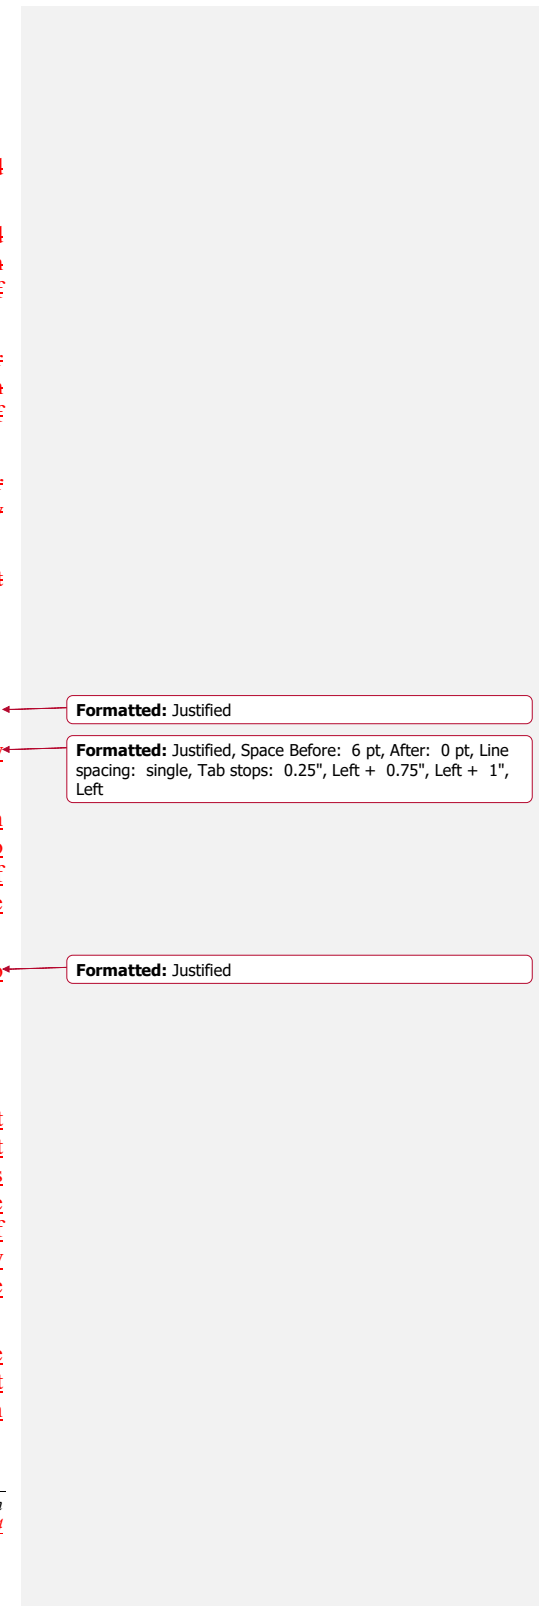 Formatted: Justified
Formatted: Justified, Space Before: 6 pt, After: 0 pt, Line
spacing: single, Tab stops: 0.25", Left + 0.75", Left + 1",
Left
Formatted: Justified